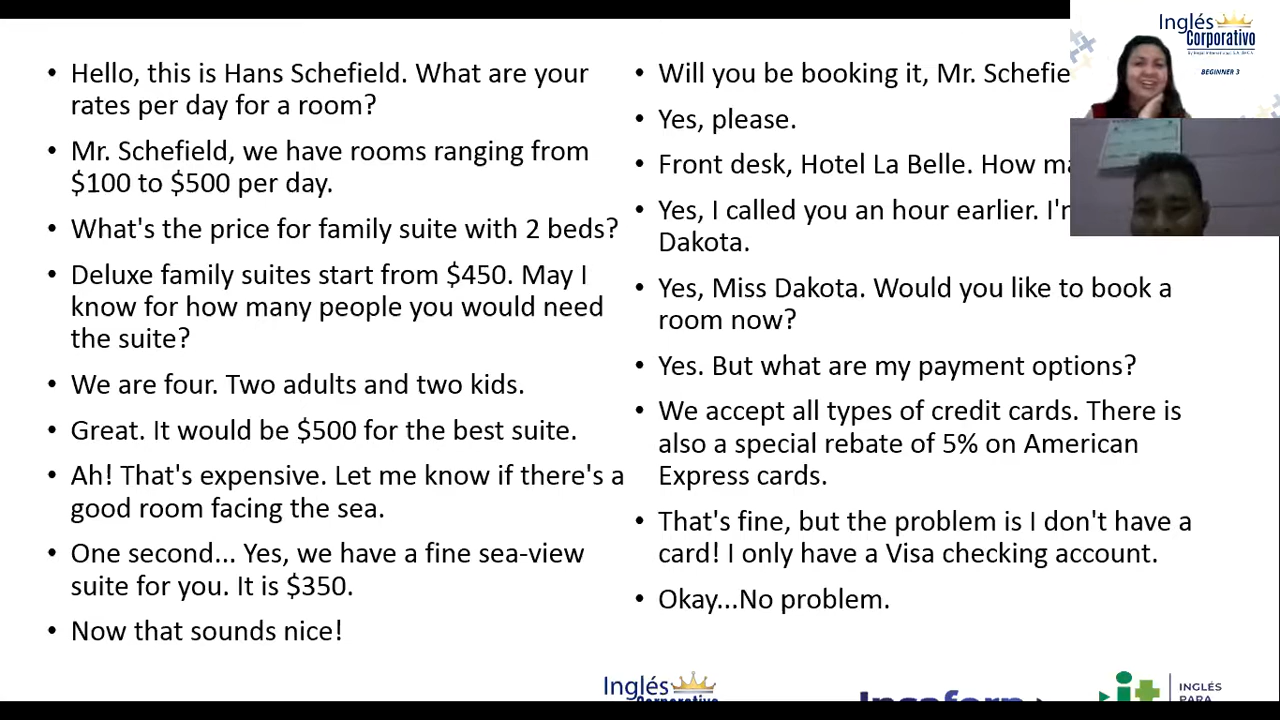 • Hello, this is Hans Schefield. What are your
rates per day for a room?
• Mr. Schefield, we have rooms ranging from
$100 to $500 per day.
• What's the price for family suite with 2 beds?
• Deluxe family suites start from $450. May I
know for how many people you would need
the suite?
• We are four. Two adults and two kids.
• Great. It would be $500 for the best suite.
• Ah! That's expensive. Let me know if there's a
good room facing the sea.
• One second... Yes, we have a fine sea-view
suite for you. It is $350.
• Now that sounds nice!
• Will you be booking it, Mr. Schefie
• Yes, please.
• Front desk, Hotel La Belle. How
• Yes, I called you an hour earlier.
Dakota.
• Yes, Miss Dakota. Would you like to book a
room now?
• Yes. But what are my payment options?
• We accept all types of credit cards. There is
also a special rebate of 5% on American
Express cards.
• That's fine, but the problem is I don't have a
card! I only have a Visa checking account.
• Okay...No problem.
Inglés
Corporativo
BEGINNER 3
Inglés
Corporativo
INGLÉS
PARA